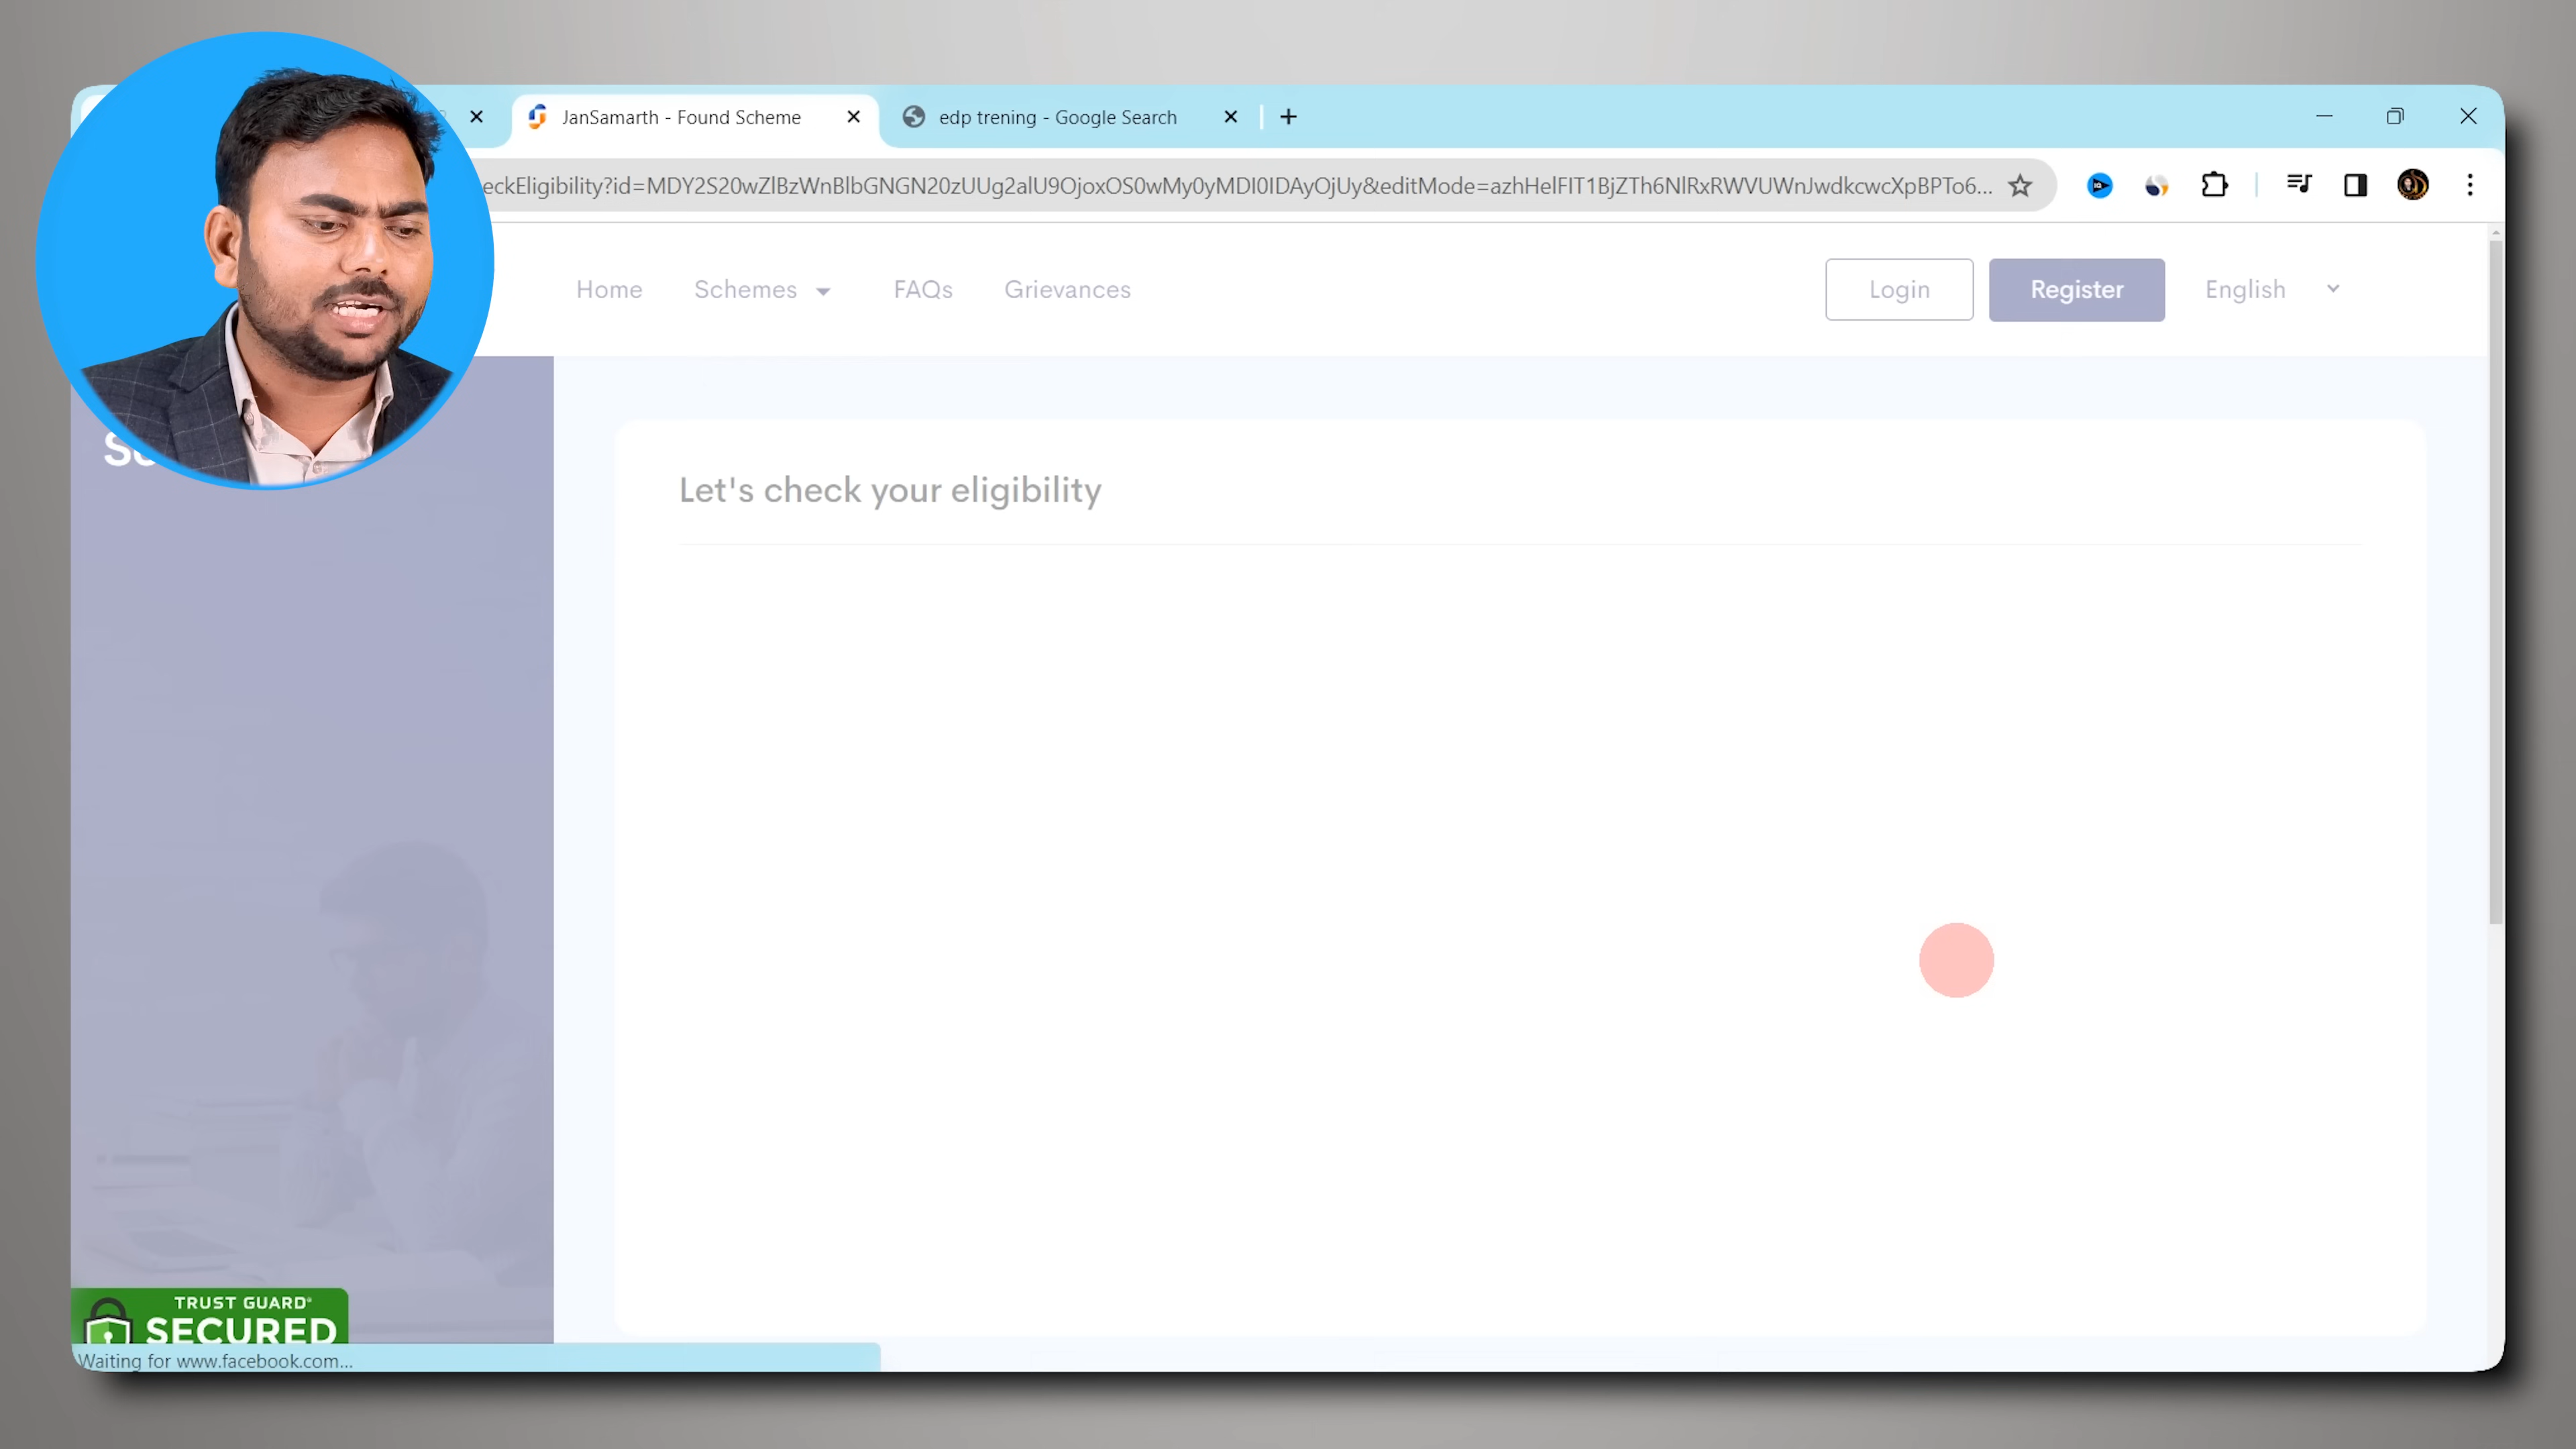 JanSamarth - Found Scheme
edp trening - Google Search
eckEligibility?id=MDY2S20wZlBzWnBlbGNGN20zUUg2alU9OjoxOS0wMy0yMDI0IDAyOjUy&editMode=azhHelFIT1BjZTh6NlRxRWVUWnJwdkcwcXpBPTo6...
Home Schemes FAQs Grievances
Login Register English
Let's check your eligibility
TRUST GUARD®
SECURED
Waiting for www.facebook.com...